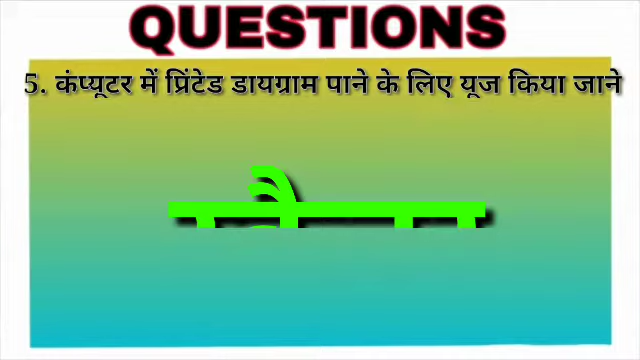 QUESTIONS
5. कंप्यूटर में प्रिंटेड डायग्राम पाने के लिए यूज किया जाने